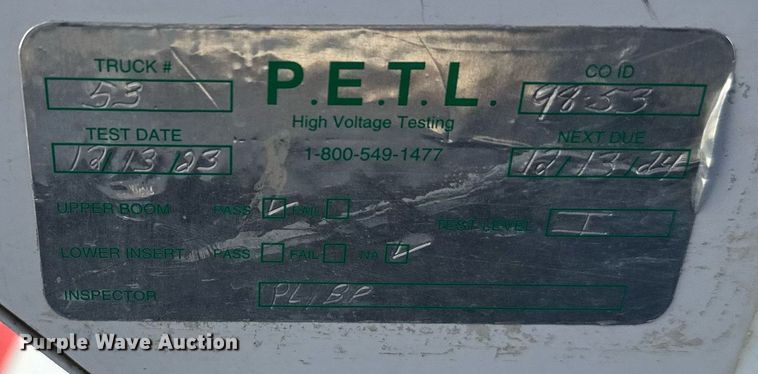 TRUCK # P.E.T.L. CO ID
53 98-53
High Voltage Testing
TEST DATE NEXT DUE
12/13/23 1-800-549-1477 12/13/24
UPPER BOOM PASS FAIL TEST LEVEL I
LOWER INSERT PASS FAIL NA
INSPECTOR PL/BP
Purple Wave Auction